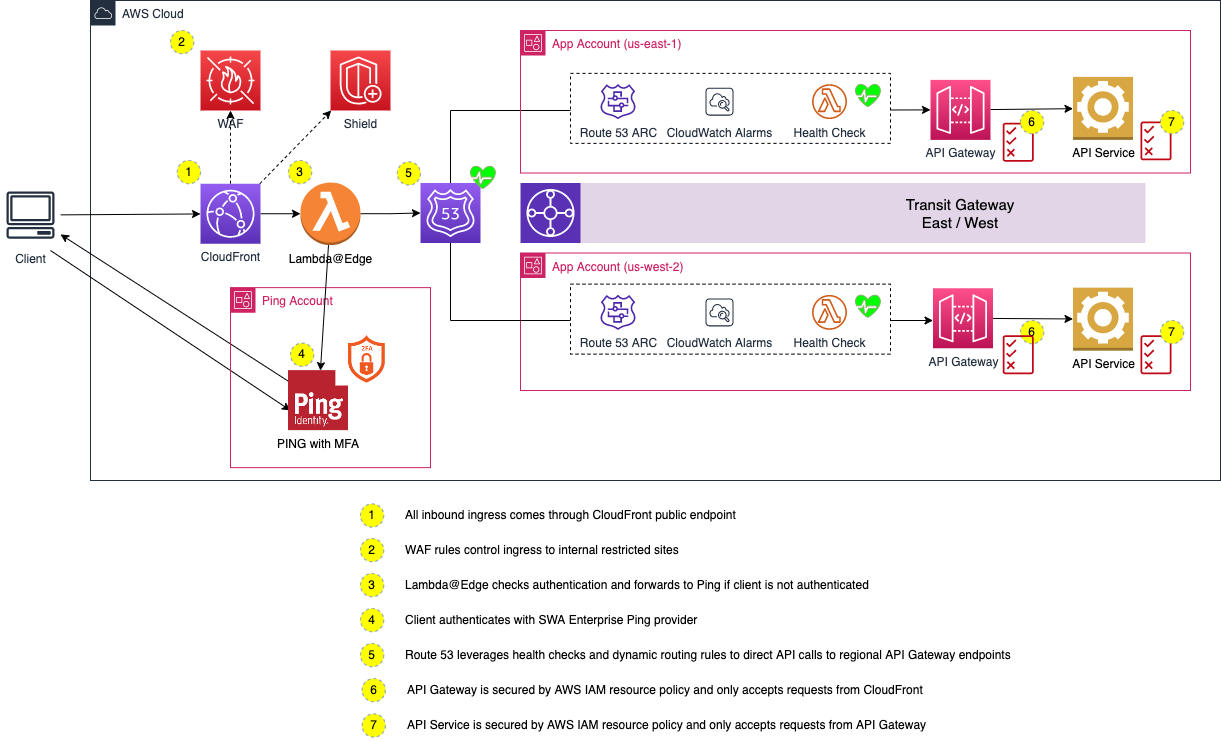 AWS Cloud
2
WAF
Shield
1
3
5
53
CloudFront
Lambda@Edge
Client
App Account (us-east-1)
Route 53 ARC
CloudWatch Alarms
Health Check
API Gateway
6
API Service
7
Transit Gateway
East / West
App Account (us-west-2)
Route 53 ARC
CloudWatch Alarms
Health Check
API Gateway
6
API Service
7
Ping Account
4
2FA
Ping
Identity.
PING with MFA
1 All inbound ingress comes through CloudFront public endpoint
2 WAF rules control ingress to internal restricted sites
3 Lambda@Edge checks authentication and forwards to Ping if client is not authenticated
4 Client authenticates with SWA Enterprise Ping provider
5 Route 53 leverages health checks and dynamic routing rules to direct API calls to regional API Gateway endpoints
6 API Gateway is secured by AWS IAM resource policy and only accepts requests from CloudFront
7 API Service is secured by AWS IAM resource policy and only accepts requests from API Gateway